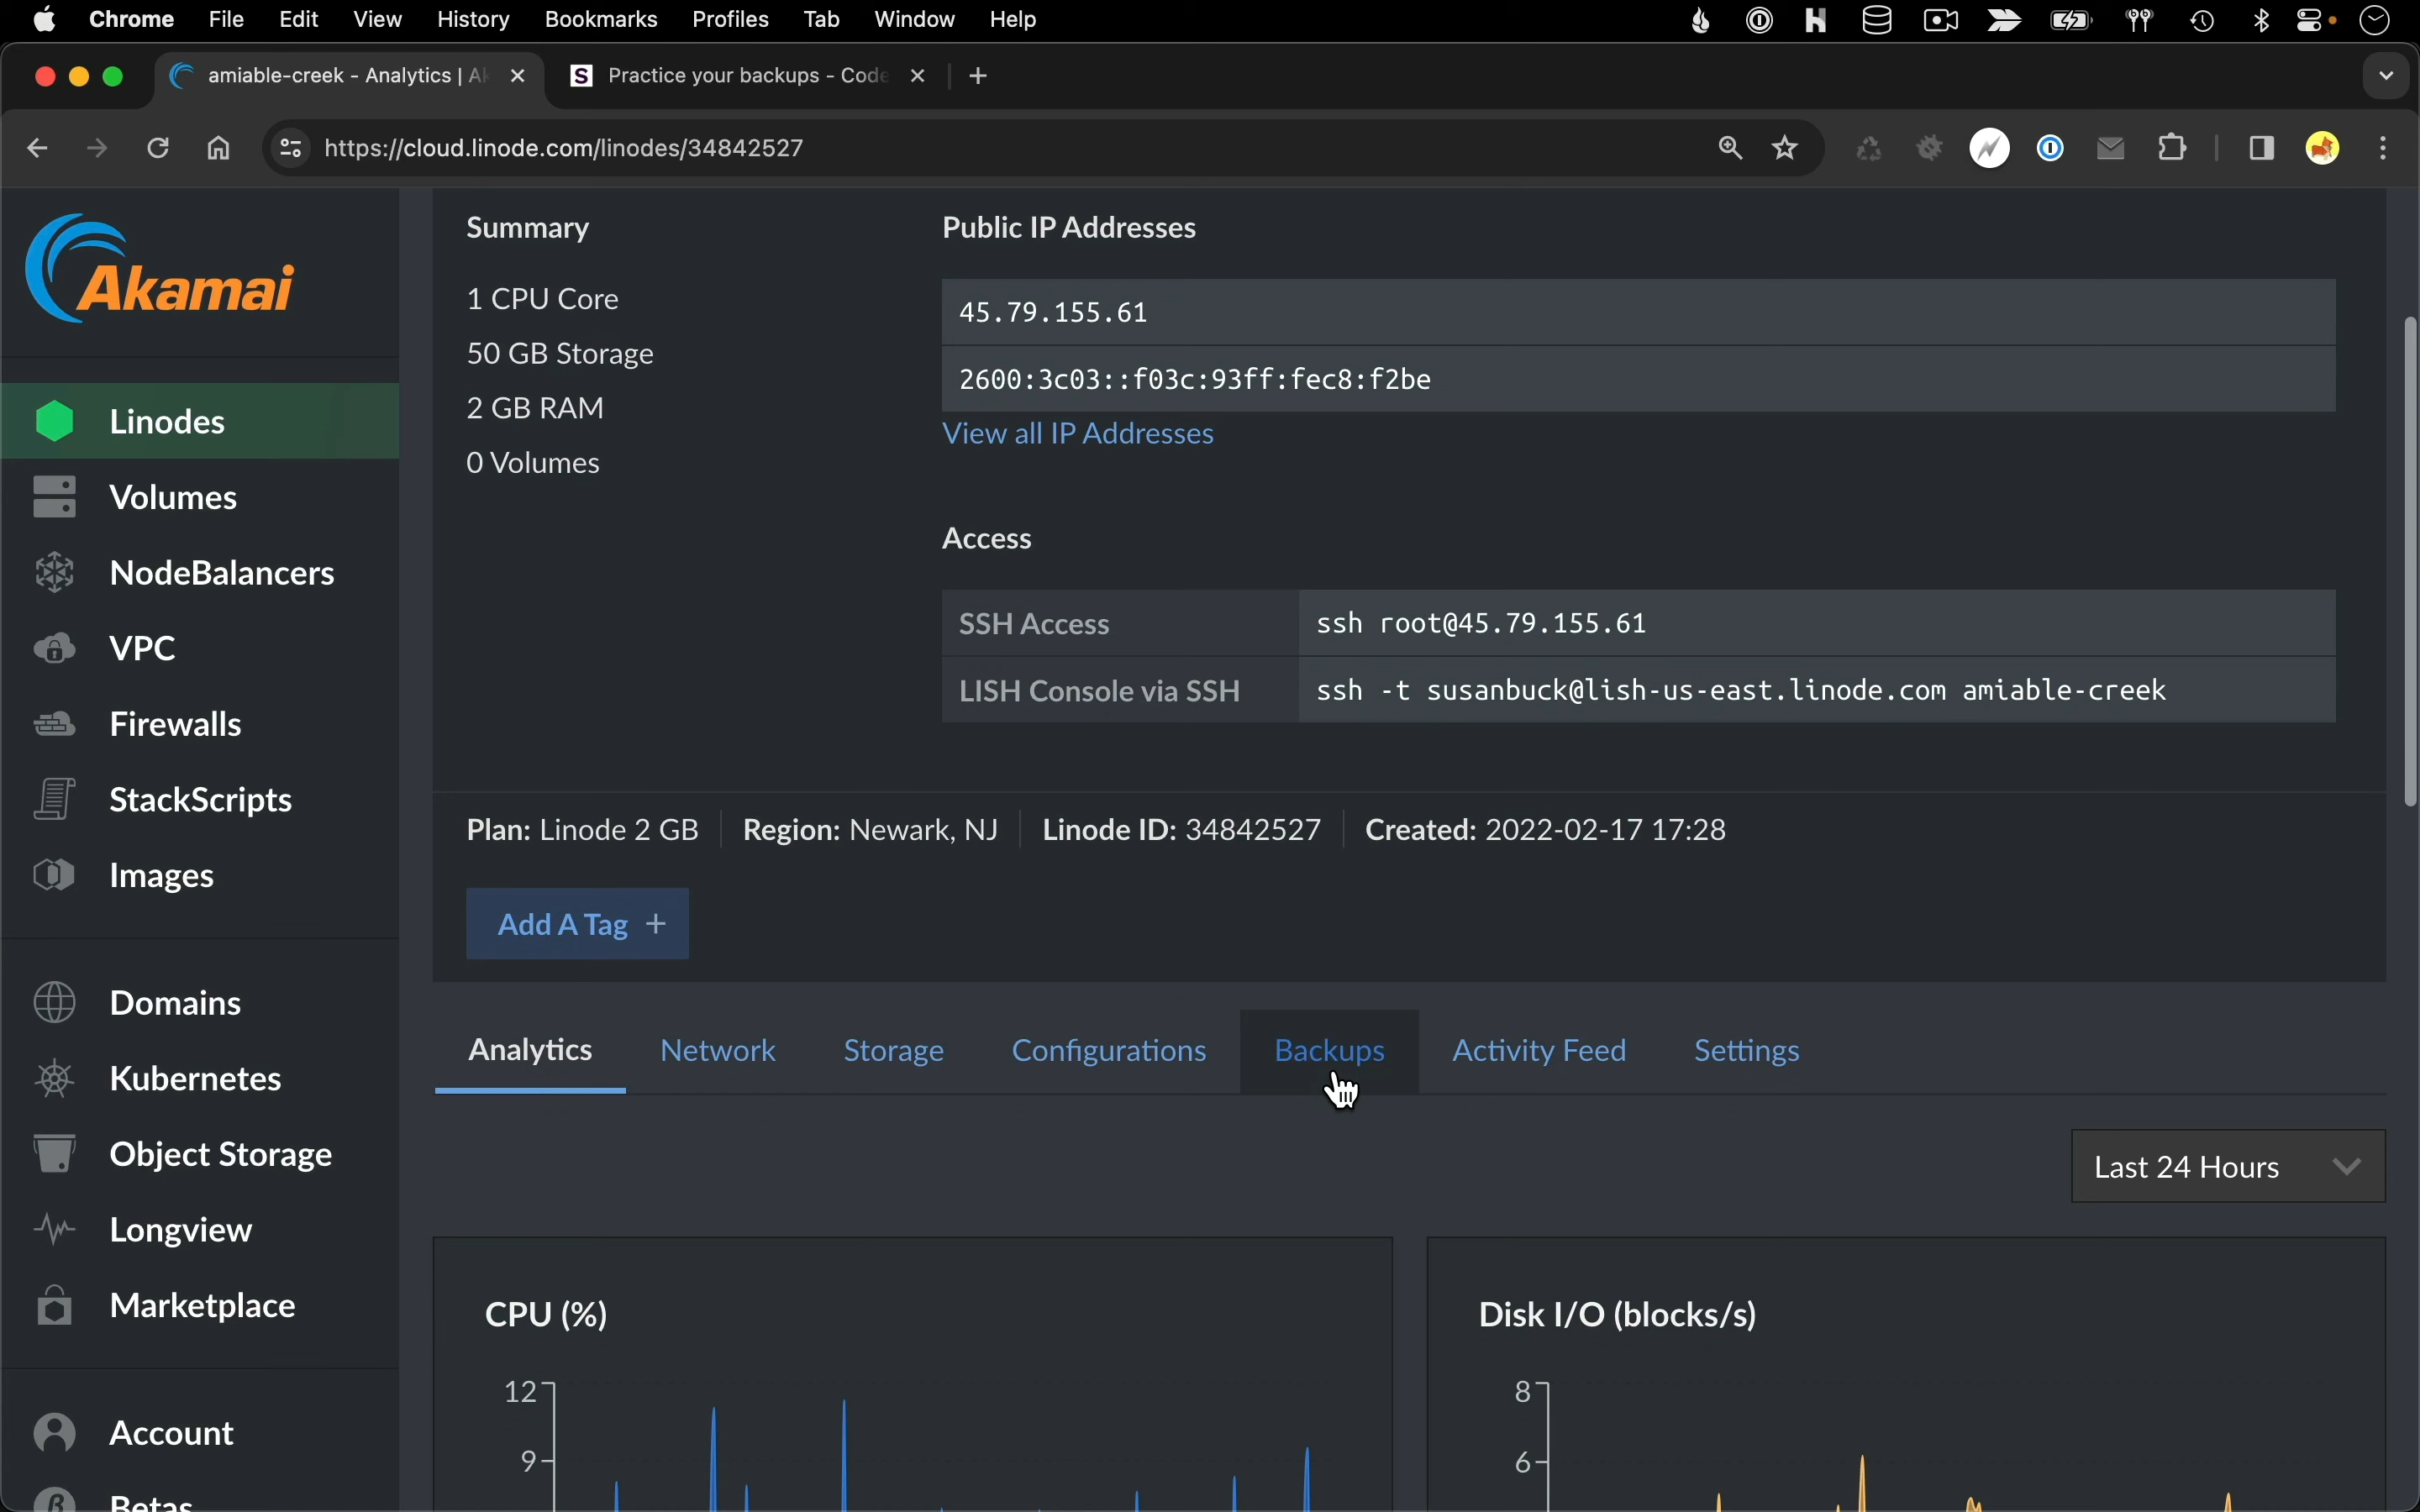 Chrome File Edit View History Bookmarks Profiles Tab Window Help
amiable-creek - Analytics | Ak
Practice your backups - Code
https://cloud.linode.com/linodes/34842527
Akamai
Linodes
Volumes
NodeBalancers
VPC
Firewalls
StackScripts
Images
Domains
Kubernetes
Object Storage
Longview
Marketplace
Account
Betas
Summary
1 CPU Core
50 GB Storage
2 GB RAM
0 Volumes
Public IP Addresses
45.79.155.61
2600:3c03::f03c:93ff:fec8:f2be
View all IP Addresses
Access
SSH Access ssh root@45.79.155.61
LISH Console via SSH ssh -t susanbuck@lish-us-east.linode.com amiable-creek
Plan: Linode 2 GB Region: Newark, NJ Linode ID: 34842527 Created: 2022-02-17 17:28
Add A Tag +
Analytics Network Storage Configurations Backups Activity Feed Settings
Last 24 Hours
CPU (%)
12
9
Disk I/O (blocks/s)
8
6